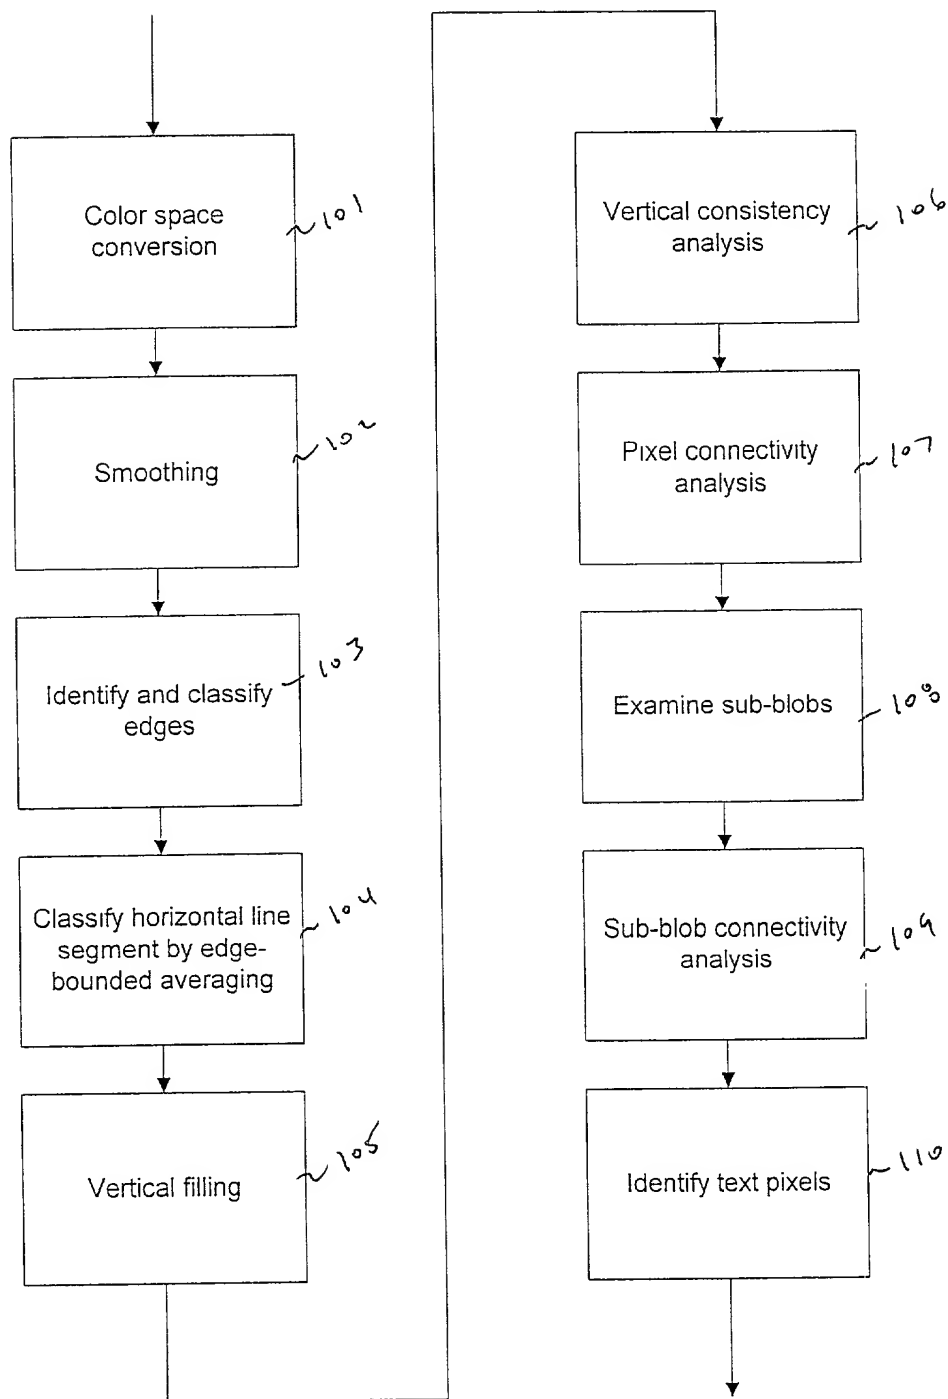 Color space
conversion
101
Smoothing
102
Identify and classify
edges
103
Classify horizontal line
segment by edge-
bounded averaging
104
Vertical filling
105
Vertical consistency
analysis
106
Pixel connectivity
analysis
107
Examine sub-blobs
108
Sub-blob connectivity
analysis
109
Identify text pixels
110